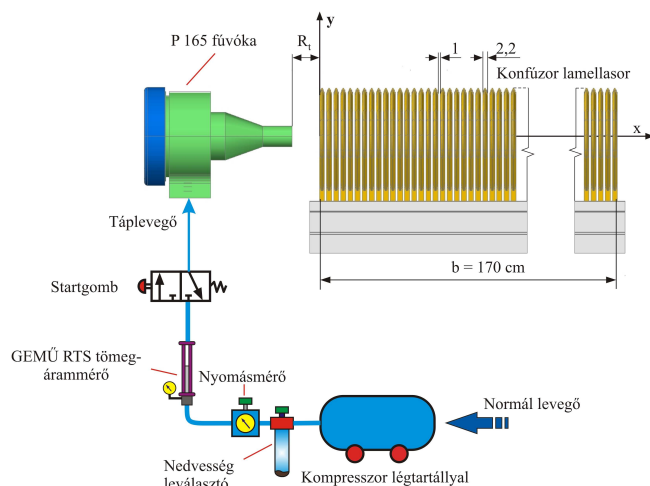 P 165 fúvóka
R_t
y
1
2,2
Konfúzor lamellasor
x
Táplevegő
b = 170 cm
Startgomb
GEMŰ RTS tömeg-
árammérő
Nyomásmérő
Normál levegő
Nedvesség
leválasztó
Kompresszor légtartállyal